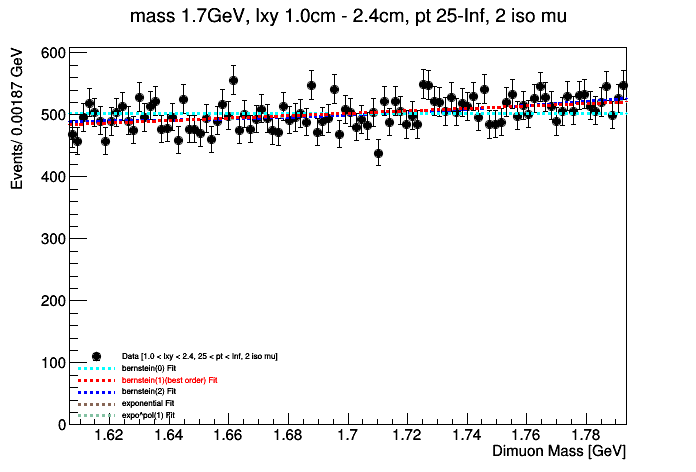 mass 1.7GeV, lxy 1.0cm - 2.4cm, pt 25-Inf, 2 iso mu
Events/ 0.00187 GeV
600
500
400
300
200
100
0
Data [1.0 < lxy < 2.4, 25 < pt < Inf, 2 iso mu]
bernstein(0) Fit
bernstein(1)(best order) Fit
bernstein(2) Fit
exponential Fit
expo*pol(1) Fit
1.62 1.64 1.66 1.68 1.7 1.72 1.74 1.76 1.78
Dimuon Mass [GeV]